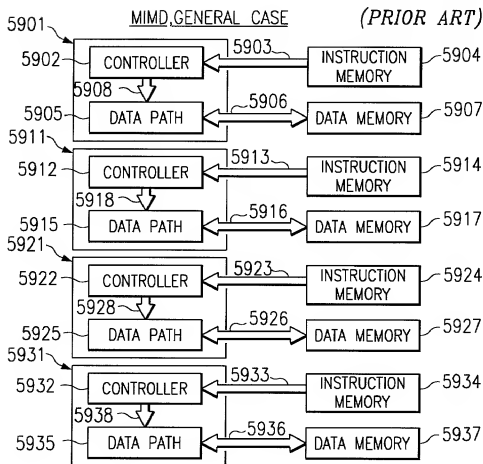 MIMD,GENERAL CASE (PRIOR ART)
5901
5902 CONTROLLER 5903 INSTRUCTION MEMORY 5904
5908
5905 DATA PATH 5906 DATA MEMORY 5907
5911
5912 CONTROLLER 5913 INSTRUCTION MEMORY 5914
5918
5915 DATA PATH 5916 DATA MEMORY 5917
5921
5922 CONTROLLER 5923 INSTRUCTION MEMORY 5924
5928
5925 DATA PATH 5926 DATA MEMORY 5927
5931
5932 CONTROLLER 5933 INSTRUCTION MEMORY 5934
5938
5935 DATA PATH 5936 DATA MEMORY 5937